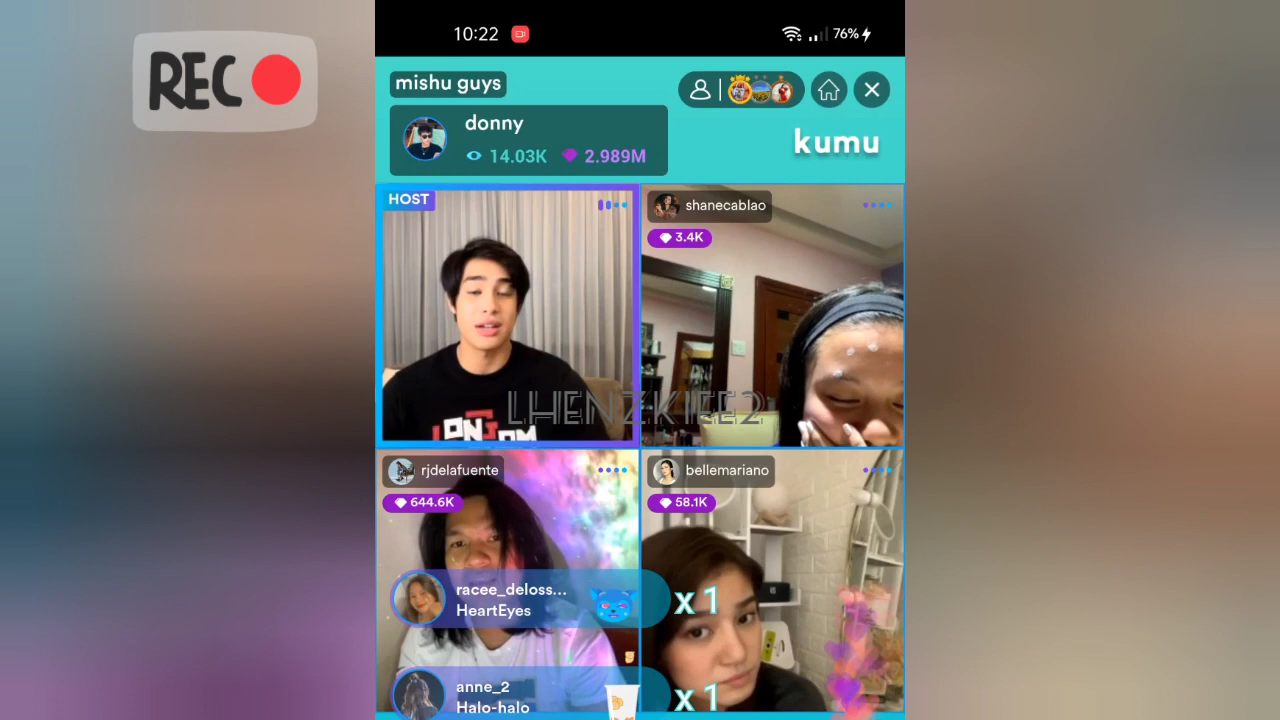 REC
10:22
76%
mishu guys
donny
14.03K 2.989M
kumu
HOST
shanecablao
3.4K
LHENZKIEE2
rjdelafuente
644.6K
bellemariano
58.1K
racee_deloss...
HeartEyes
x 1
anne_2
Halo-halo
x 1